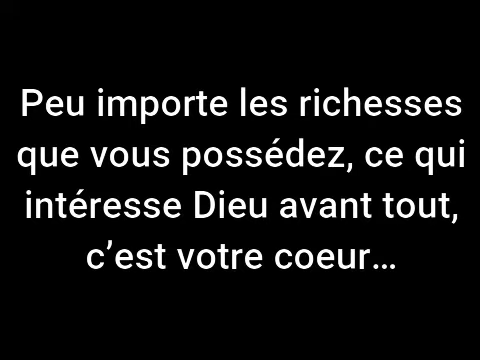 Peu importe les richesses
que vous possédez, ce qui
intéresse Dieu avant tout,
c’est votre coeur…